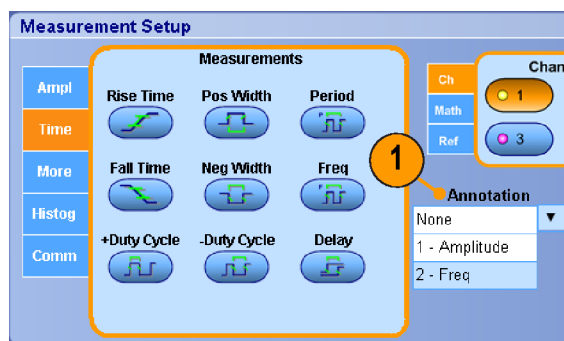 Measurement Setup
Measurements
Ampl
Time
More
Histog
Comm
Rise Time Pos Width Period
Fall Time Neg Width Freq
+Duty Cycle -Duty Cycle Delay
Ch
Math
Ref
Chan
1
3
1
Annotation
None
1 - Amplitude
2 - Freq